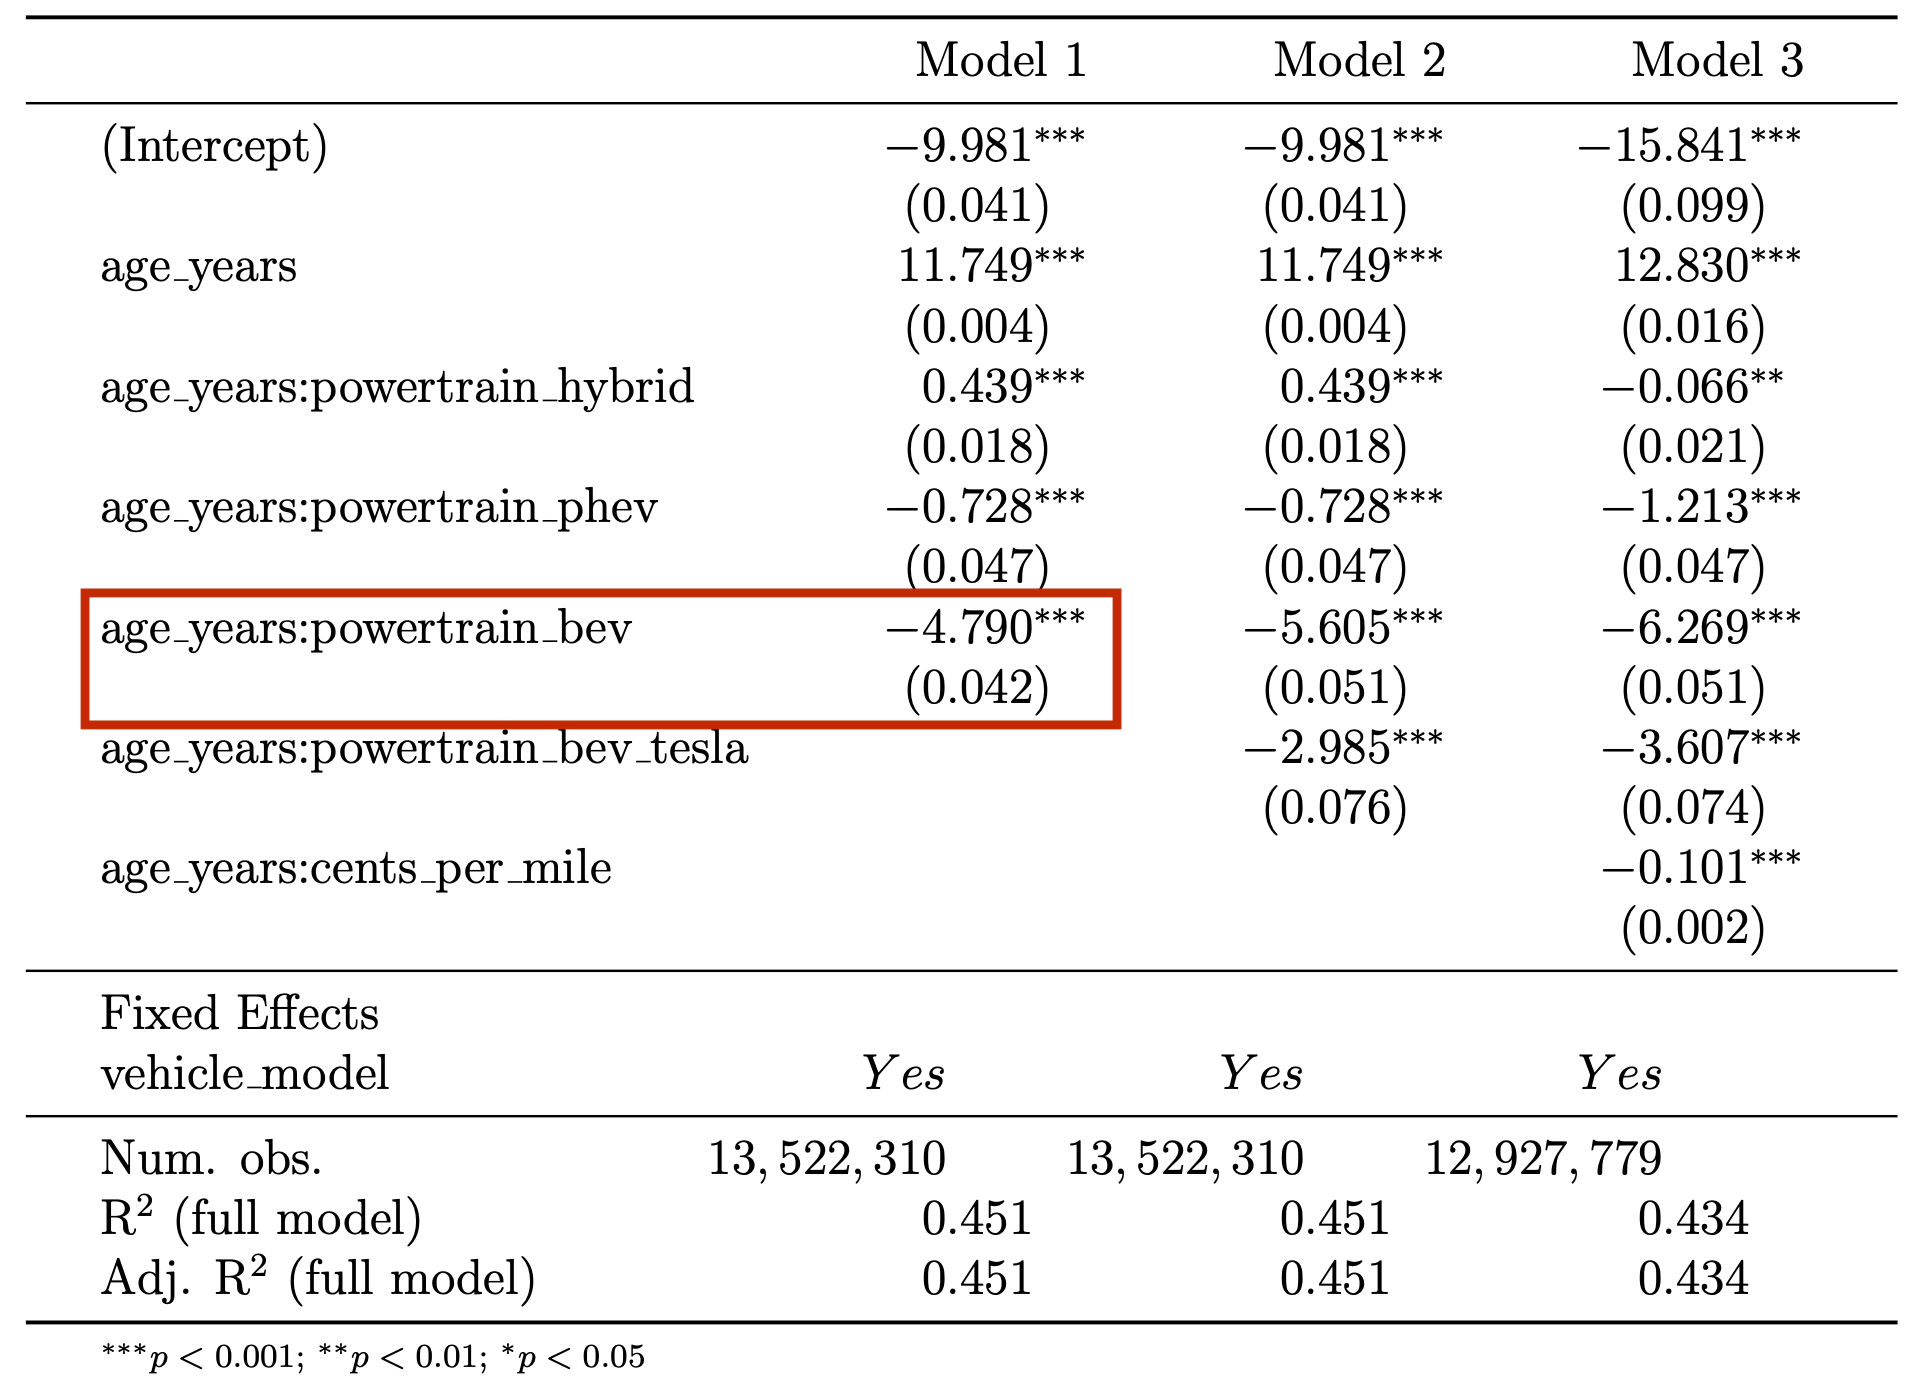 Model 1 Model 2 Model 3
(Intercept) −9.981*** −9.981*** −15.841***
(0.041) (0.041) (0.099)
age_years 11.749*** 11.749*** 12.830***
(0.004) (0.004) (0.016)
age_years:powertrain_hybrid 0.439*** 0.439*** −0.066**
(0.018) (0.018) (0.021)
age_years:powertrain_phev −0.728*** −0.728*** −1.213***
(0.047) (0.047) (0.047)
age_years:powertrain_bev −4.790*** −5.605*** −6.269***
(0.042) (0.051) (0.051)
age_years:powertrain_bev_tesla −2.985*** −3.607***
(0.076) (0.074)
age_years:cents_per_mile −0.101***
(0.002)
Fixed Effects
vehicle_model Yes Yes Yes
Num. obs. 13,522,310 13,522,310 12,927,779
R² (full model) 0.451 0.451 0.434
Adj. R² (full model) 0.451 0.451 0.434
***p < 0.001; **p < 0.01; *p < 0.05